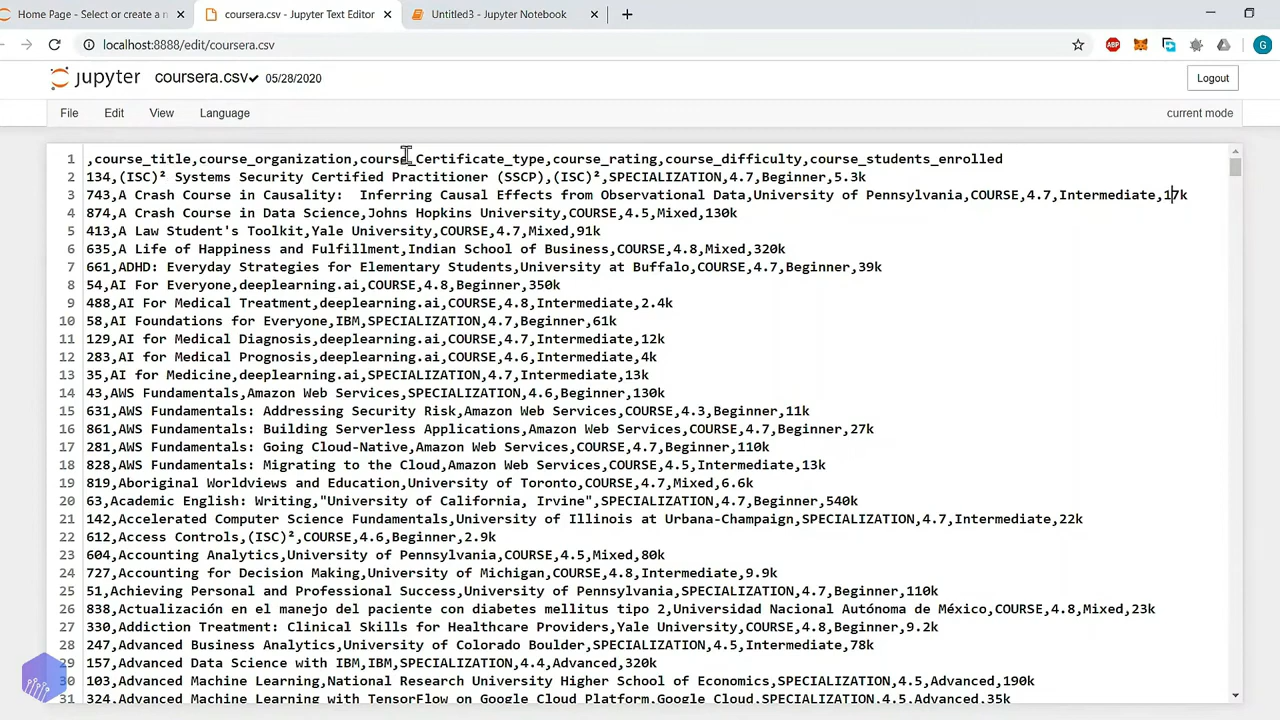 Home Page - Select or create a n
coursera.csv - Jupyter Text Editor
Untitled3 - Jupyter Notebook
localhost:8888/edit/coursera.csv
ABP
G
jupyter coursera.csv✔ 05/28/2020
Logout
File Edit View Language
current mode
1 ,course_title,course_organization,course_Certificate_type,course_rating,course_difficulty,course_students_enrolled
2 134,(ISC)² Systems Security Certified Practitioner (SSCP),(ISC)²,SPECIALIZATION,4.7,Beginner,5.3k
3 743,A Crash Course in Causality:  Inferring Causal Effects from Observational Data,University of Pennsylvania,COURSE,4.7,Intermediate,17k
4 874,A Crash Course in Data Science,Johns Hopkins University,COURSE,4.5,Mixed,130k
5 413,A Law Student's Toolkit,Yale University,COURSE,4.7,Mixed,91k
6 635,A Life of Happiness and Fulfillment,Indian School of Business,COURSE,4.8,Mixed,320k
7 661,ADHD: Everyday Strategies for Elementary Students,University at Buffalo,COURSE,4.7,Beginner,39k
8 54,AI For Everyone,deeplearning.ai,COURSE,4.8,Beginner,350k
9 488,AI For Medical Treatment,deeplearning.ai,COURSE,4.8,Intermediate,2.4k
10 58,AI Foundations for Everyone,IBM,SPECIALIZATION,4.7,Beginner,61k
11 129,AI for Medical Diagnosis,deeplearning.ai,COURSE,4.7,Intermediate,12k
12 283,AI for Medical Prognosis,deeplearning.ai,COURSE,4.6,Intermediate,4k
13 35,AI for Medicine,deeplearning.ai,SPECIALIZATION,4.7,Intermediate,13k
14 43,AWS Fundamentals,Amazon Web Services,SPECIALIZATION,4.6,Beginner,130k
15 631,AWS Fundamentals: Addressing Security Risk,Amazon Web Services,COURSE,4.3,Beginner,11k
16 861,AWS Fundamentals: Building Serverless Applications,Amazon Web Services,COURSE,4.7,Beginner,27k
17 281,AWS Fundamentals: Going Cloud-Native,Amazon Web Services,COURSE,4.7,Beginner,110k
18 828,AWS Fundamentals: Migrating to the Cloud,Amazon Web Services,COURSE,4.5,Intermediate,13k
19 819,Aboriginal Worldviews and Education,University of Toronto,COURSE,4.7,Mixed,6.6k
20 63,Academic English: Writing,"University of California, Irvine",SPECIALIZATION,4.7,Beginner,540k
21 142,Accelerated Computer Science Fundamentals,University of Illinois at Urbana-Champaign,SPECIALIZATION,4.7,Intermediate,22k
22 612,Access Controls,(ISC)²,COURSE,4.6,Beginner,2.9k
23 604,Accounting Analytics,University of Pennsylvania,COURSE,4.5,Mixed,80k
24 727,Accounting for Decision Making,University of Michigan,COURSE,4.8,Intermediate,9.9k
25 51,Achieving Personal and Professional Success,University of Pennsylvania,SPECIALIZATION,4.7,Beginner,110k
26 838,Actualización en el manejo del paciente con diabetes mellitus tipo 2,Universidad Nacional Autónoma de México,COURSE,4.8,Mixed,23k
27 330,Addiction Treatment: Clinical Skills for Healthcare Providers,Yale University,COURSE,4.8,Beginner,9.2k
28 247,Advanced Business Analytics,University of Colorado Boulder,SPECIALIZATION,4.5,Intermediate,78k
29 157,Advanced Data Science with IBM,IBM,SPECIALIZATION,4.4,Advanced,320k
30 103,Advanced Machine Learning,National Research University Higher School of Economics,SPECIALIZATION,4.5,Advanced,190k
31 324,Advanced Machine Learning with TensorFlow on Google Cloud Platform,Google Cloud,SPECIALIZATION,4.5,Advanced,35k